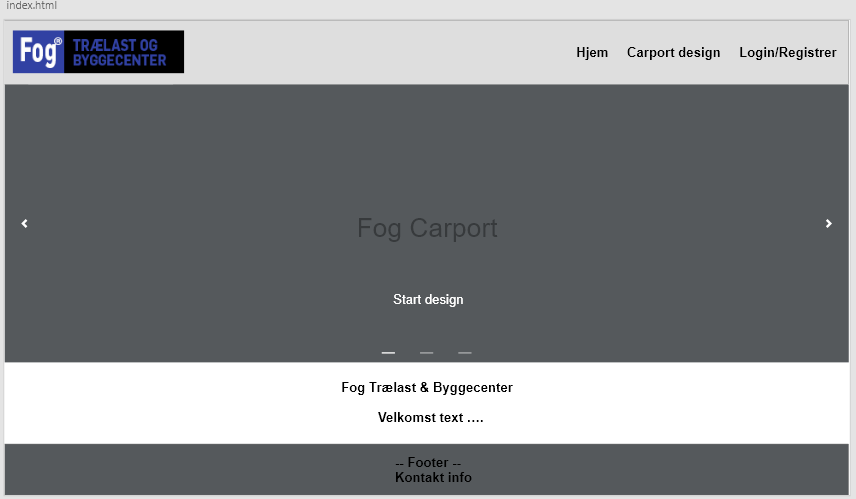 index.html
Fog® TRÆLAST OG
BYGGECENTER
Hjem Carport design Login/Registrer
Fog Carport
Start design
Fog Trælast & Byggecenter
Velkomst text ....
-- Footer --
Kontakt info